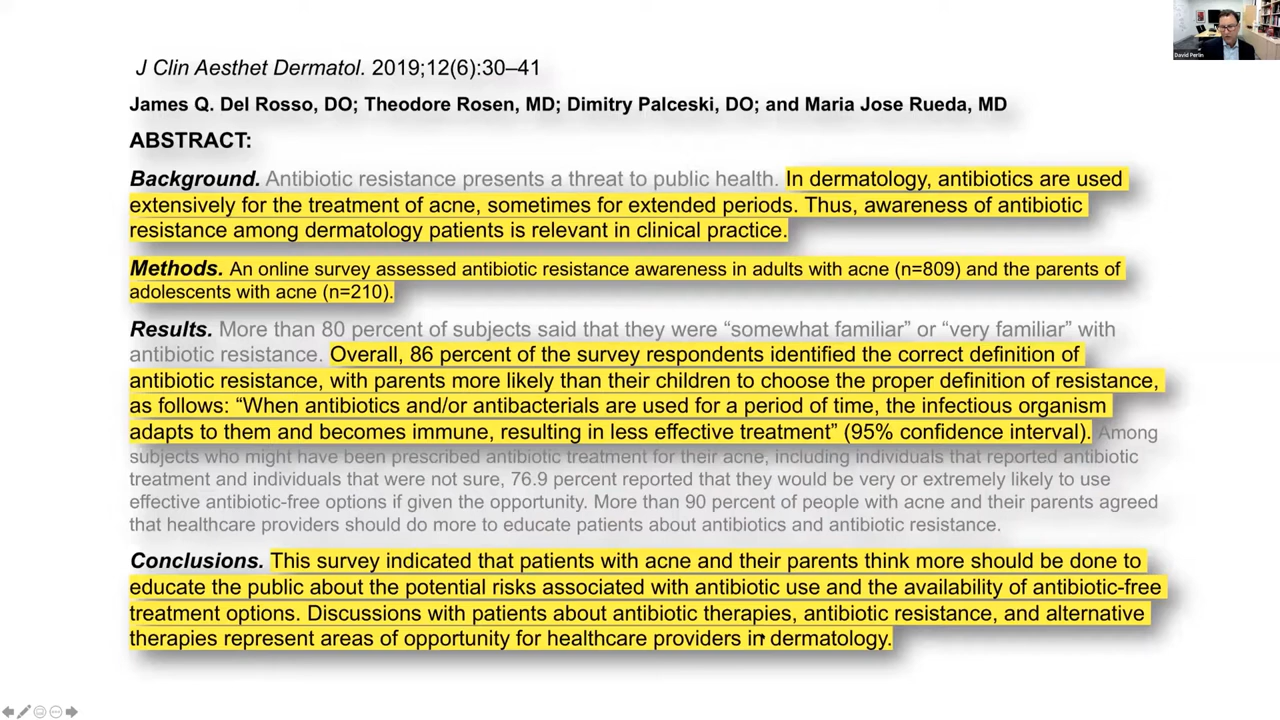 David Perlin
J Clin Aesthet Dermatol. 2019;12(6):30–41
James Q. Del Rosso, DO; Theodore Rosen, MD; Dimitry Palceski, DO; and Maria Jose Rueda, MD
ABSTRACT:
Background. Antibiotic resistance presents a threat to public health. In dermatology, antibiotics are used
extensively for the treatment of acne, sometimes for extended periods. Thus, awareness of antibiotic
resistance among dermatology patients is relevant in clinical practice.
Methods. An online survey assessed antibiotic resistance awareness in adults with acne (n=809) and the parents of
adolescents with acne (n=210).
Results. More than 80 percent of subjects said that they were “somewhat familiar” or “very familiar” with
antibiotic resistance. Overall, 86 percent of the survey respondents identified the correct definition of
antibiotic resistance, with parents more likely than their children to choose the proper definition of resistance,
as follows: “When antibiotics and/or antibacterials are used for a period of time, the infectious organism
adapts to them and becomes immune, resulting in less effective treatment” (95% confidence interval). Among
subjects who might have been prescribed antibiotic treatment for their acne, including individuals that reported antibiotic
treatment and individuals that were not sure, 76.9 percent reported that they would be very or extremely likely to use
effective antibiotic-free options if given the opportunity. More than 90 percent of people with acne and their parents agreed
that healthcare providers should do more to educate patients about antibiotics and antibiotic resistance.
Conclusions. This survey indicated that patients with acne and their parents think more should be done to
educate the public about the potential risks associated with antibiotic use and the availability of antibiotic-free
treatment options. Discussions with patients about antibiotic therapies, antibiotic resistance, and alternative
therapies represent areas of opportunity for healthcare providers in dermatology.